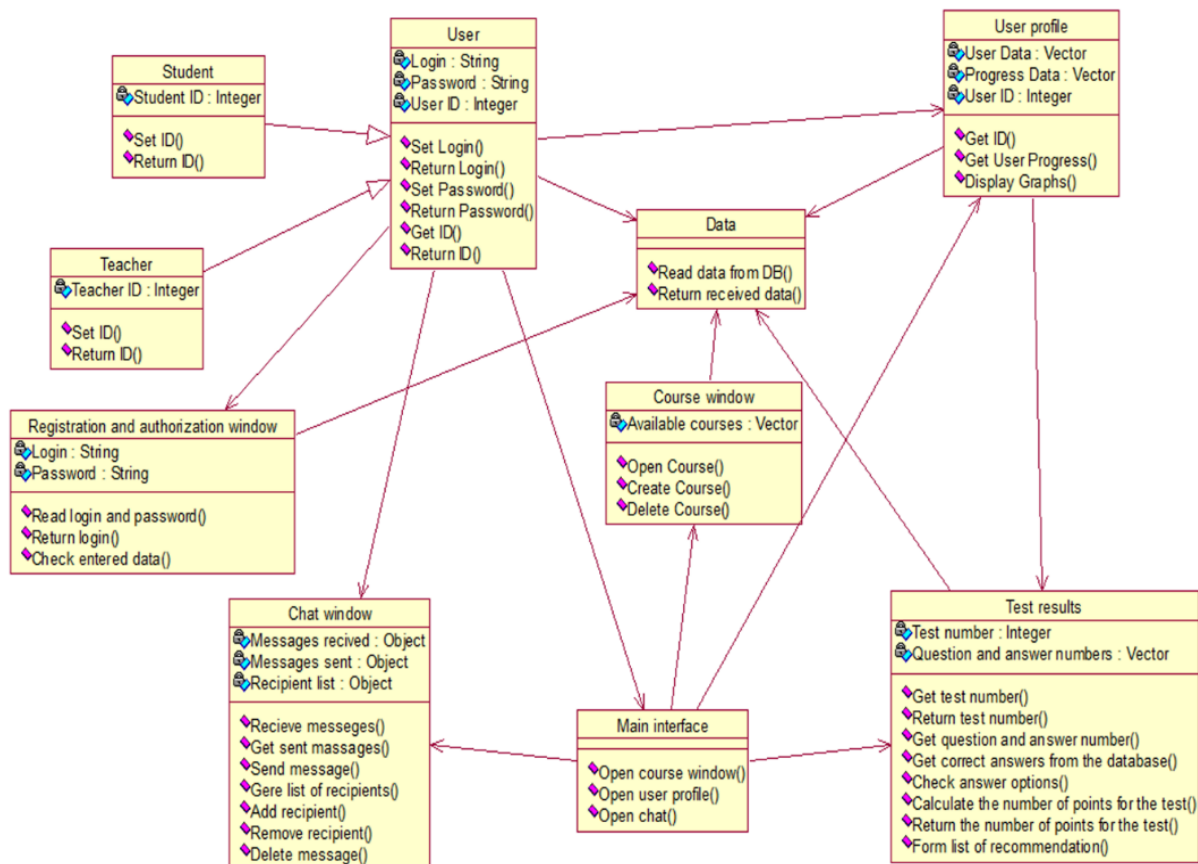 Student
Student ID : Integer
Set ID()
Return ID()
User
Login : String
Password : String
User ID : Integer
Set Login()
Return Login()
Set Password()
Return Password()
Get ID()
Return ID()
User profile
User Data : Vector
Progress Data : Vector
User ID : Integer
Get ID()
Get User Progress()
Display Graphs()
Data
Read data from DB()
Return received data()
Teacher
Teacher ID : Integer
Set ID()
Return ID()
Registration and authorization window
Login : String
Password : String
Read login and password()
Return login()
Check entered data()
Course window
Available courses : Vector
Open Course()
Create Course()
Delete Course()
Chat window
Messages recived : Object
Messages sent : Object
Recipient list : Object
Recieve messeges()
Get sent massages()
Send message()
Gere list of recipients()
Add recipient()
Remove recipient()
Delete message()
Main interface
Open course window()
Open user profile()
Open chat()
Test results
Test number : Integer
Question and answer numbers : Vector
Get test number()
Return test number()
Get question and answer number()
Get correct answers from the database()
Check answer options()
Calculate the number of points for the test()
Return the number of points for the test()
Form list of recommendation()